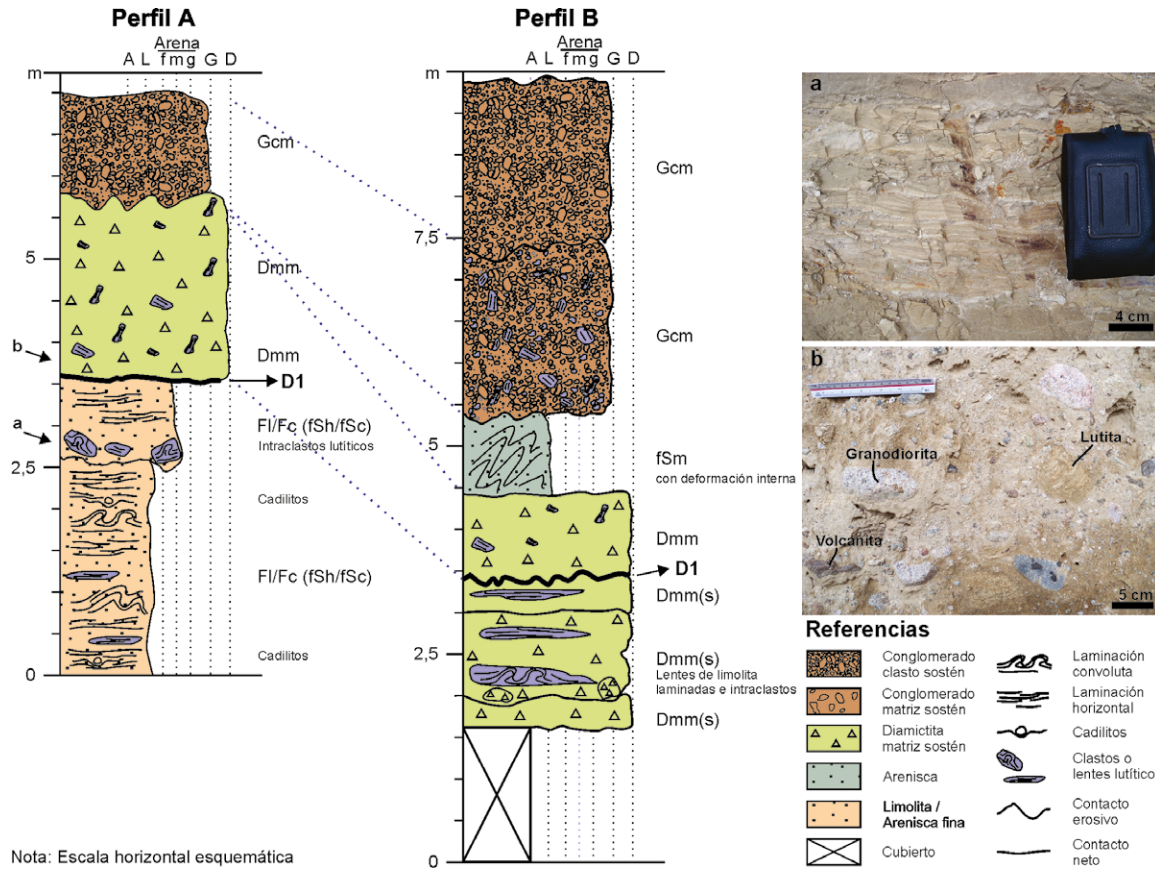 Perfil A
Arena
A L f m g G D
m
5
2,5
0
Gcm
Dmm
Dmm
D1
b
a
Fl/Fc (fSh/fSc)
Intraclastos lutíticos
Cadilitos
Fl/Fc (fSh/fSc)
Cadilitos
Nota: Escala horizontal esquemática
Perfil B
Arena
A L f m g G D
m
7,5
5
2,5
0
Gcm
Gcm
fSm
con deformación interna
Dmm
D1
Dmm(s)
Dmm(s)
Lentes de limolita
laminadas e intraclastos
Dmm(s)
a
4 cm
b
Granodiorita
Lutita
Volcanita
5 cm
Referencias
Conglomerado
clasto sostén
Conglomerado
matriz sostén
Diamictita
matriz sostén
Arenisca
Limolita /
Arenisca fina
Cubierto
Laminación
convoluta
Laminación
horizontal
Cadilitos
Clastos o
lentes lutítico
Contacto
erosivo
Contacto
neto